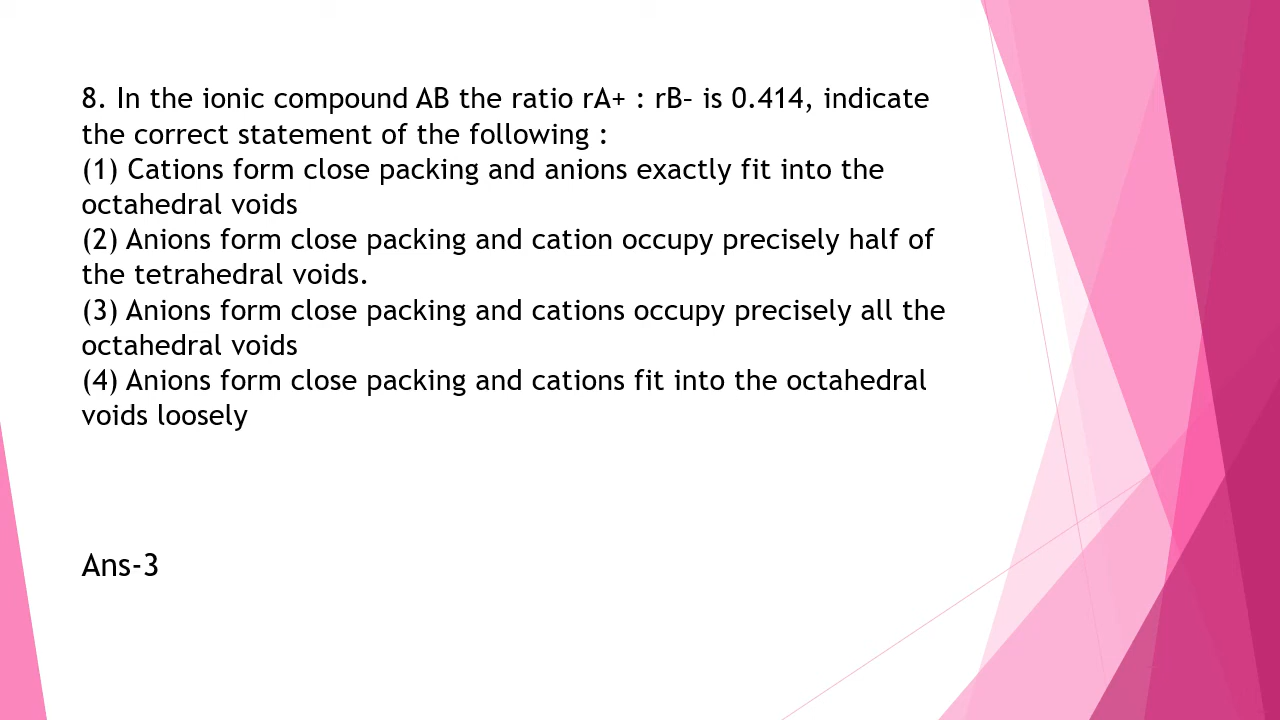 8. In the ionic compound AB the ratio rA+ : rB– is 0.414, indicate
the correct statement of the following :
(1) Cations form close packing and anions exactly fit into the
octahedral voids
(2) Anions form close packing and cation occupy precisely half of
the tetrahedral voids.
(3) Anions form close packing and cations occupy precisely all the
octahedral voids
(4) Anions form close packing and cations fit into the octahedral
voids loosely
Ans-3